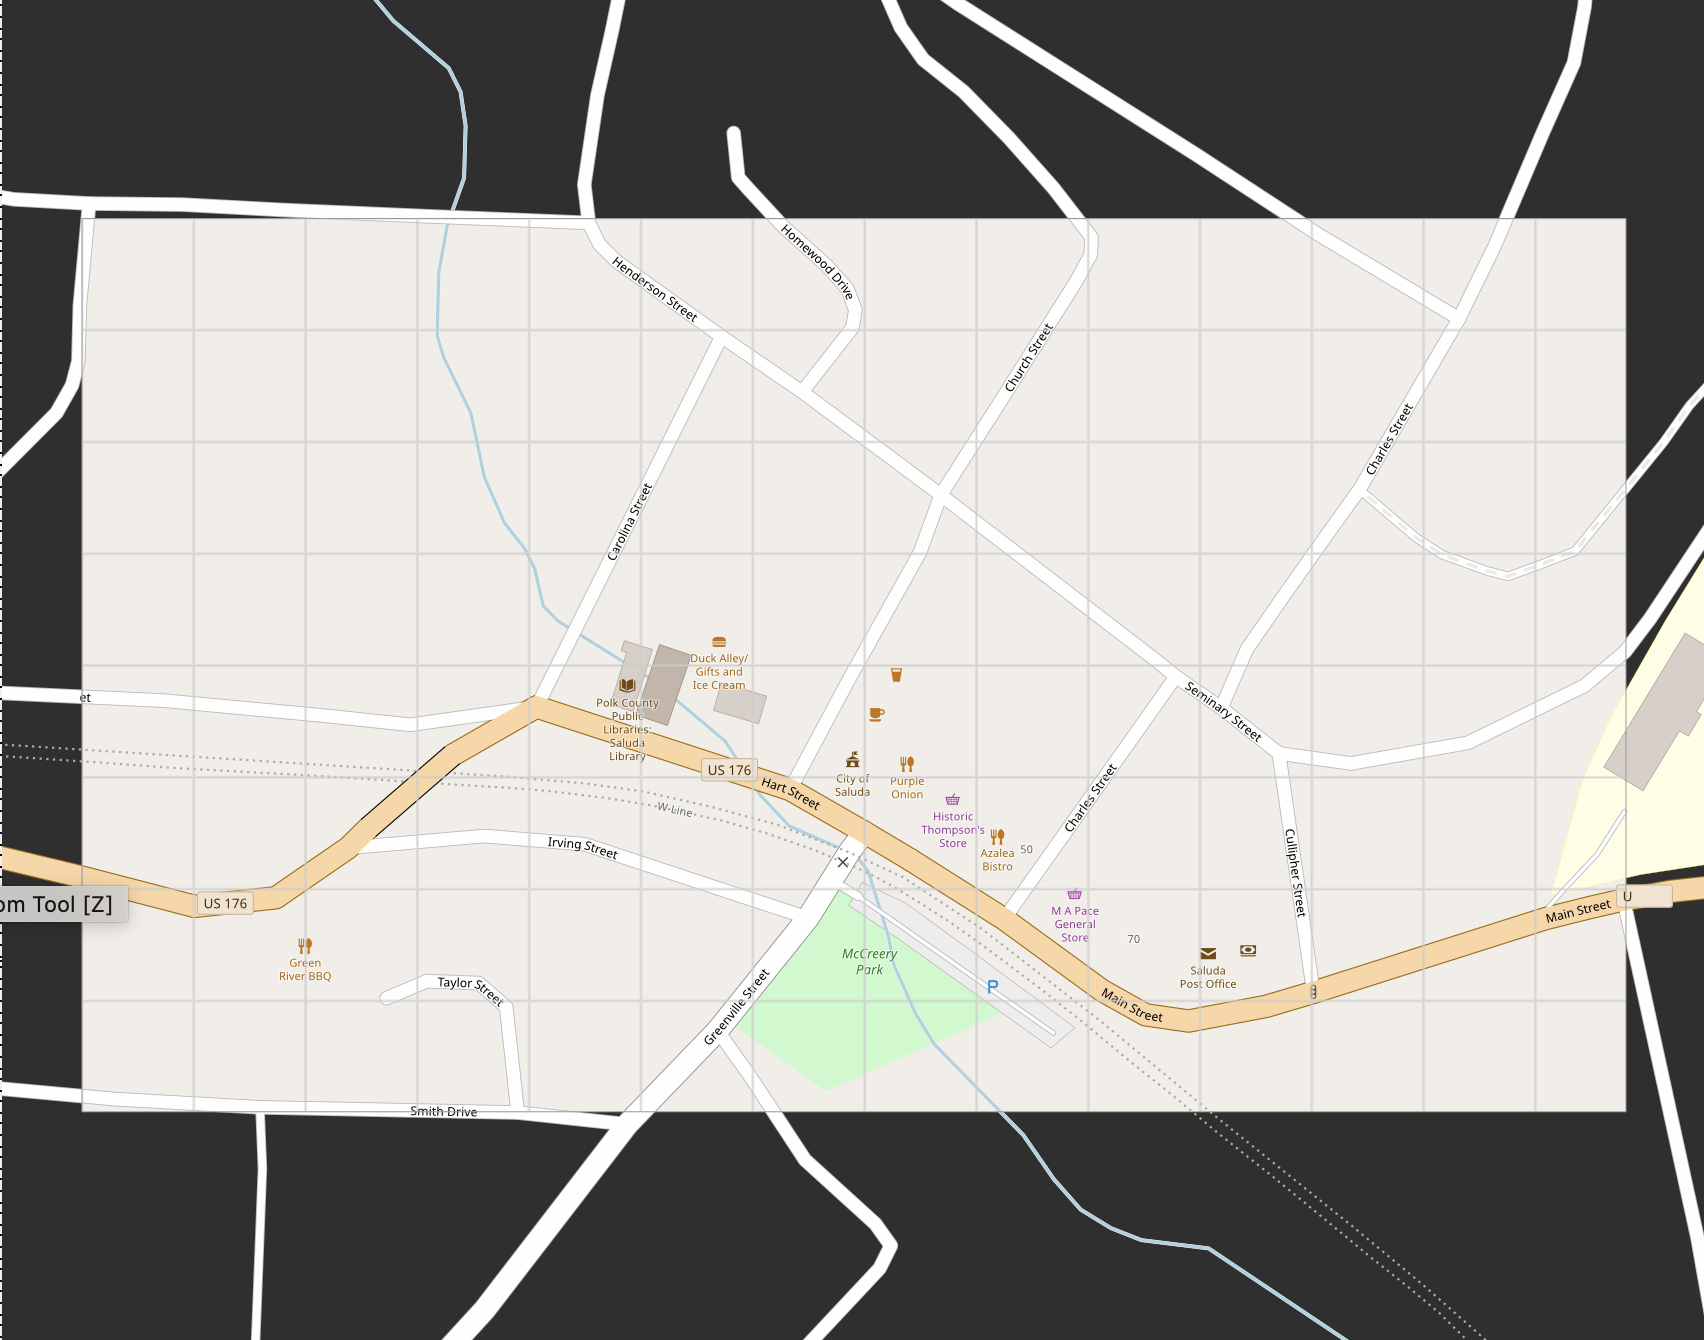 Homewood Drive
Henderson Street
Church Street
Charles Street
Carolina Street
Duck Alley/
Gifts and
Ice Cream
et
Polk County
Public
Libraries:
Saluda
Library
Seminary Street
US 176
Hart Street
City of
Saluda
Purple
Onion
W-Line
Historic
Thompson's
Store
Charles Street
Irving Street
50
Azalea
Bistro
Cullipher Street
om Tool [Z]
US 176
M A Pace
General
Store
U
Main Street
70
McCreery
Park
Green
River BBQ
Saluda
Post Office
Taylor Street
P
Greenville Street
Main Street
Smith Drive